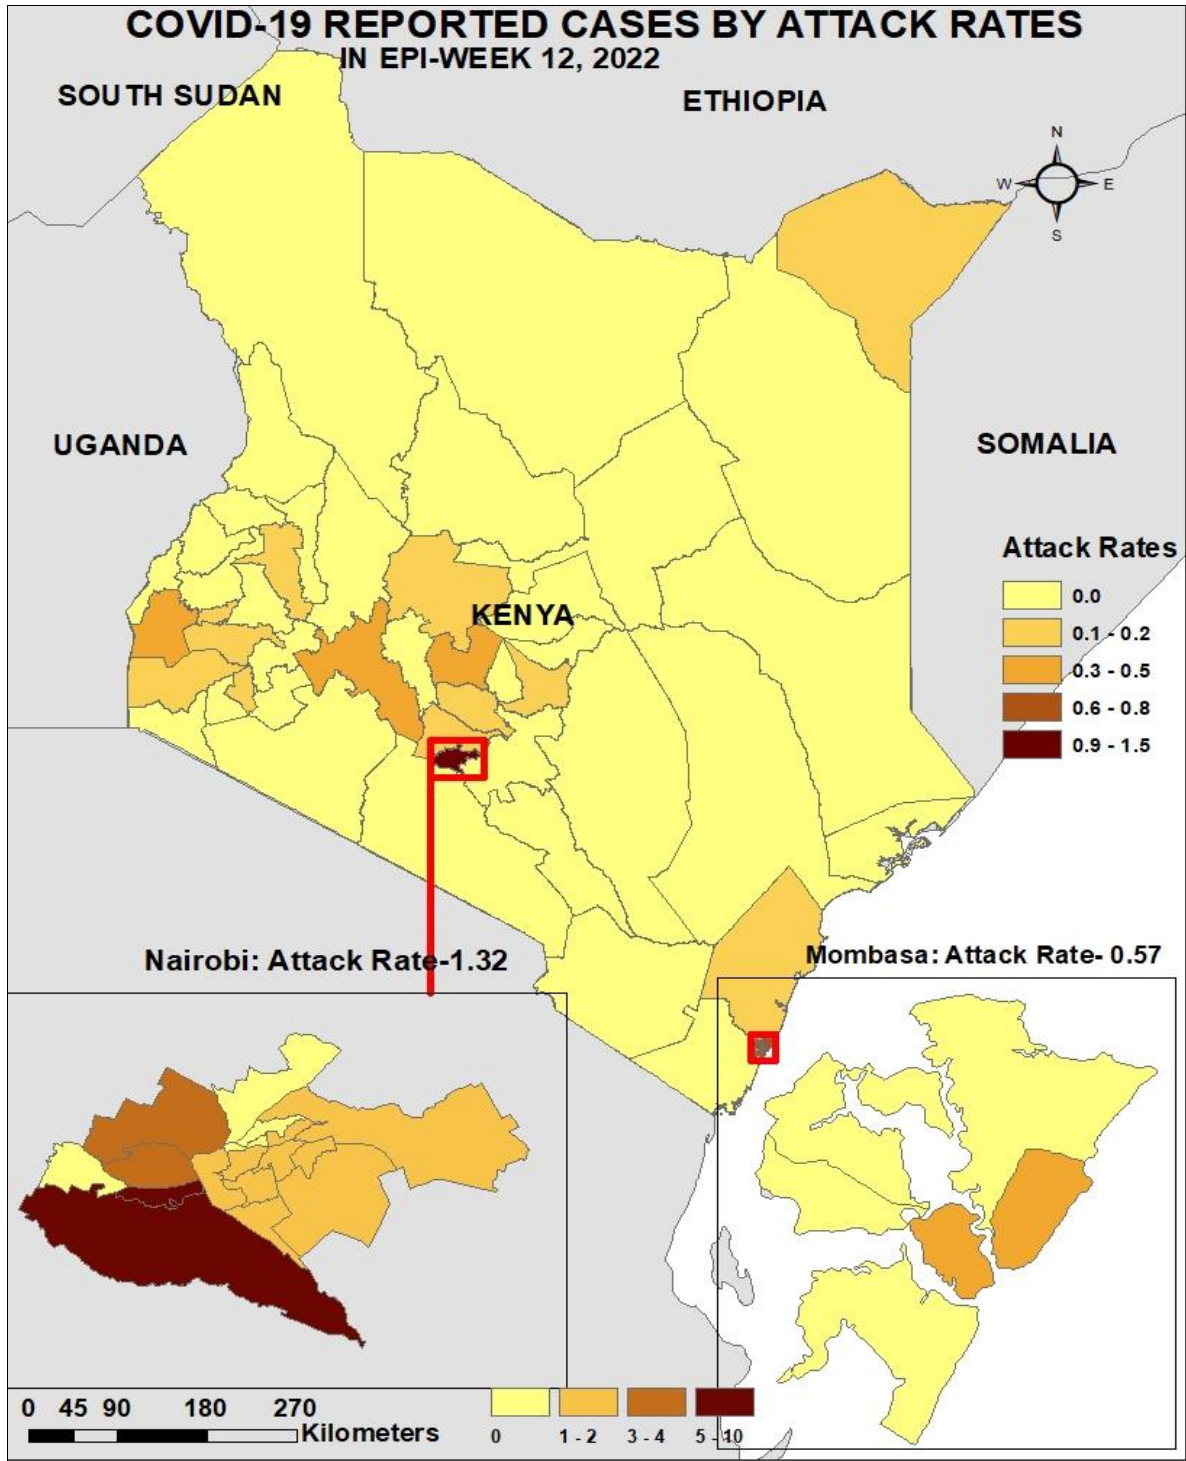 COVID-19 REPORTED CASES BY ATTACK RATES
IN EPI-WEEK 12, 2022
SOUTH SUDAN
ETHIOPIA
N
W E
S
UGANDA
SOMALIA
Attack Rates
0.0
0.1 - 0.2
0.3 - 0.5
0.6 - 0.8
0.9 - 1.5
KENYA
Nairobi: Attack Rate-1.32
Mombasa: Attack Rate- 0.57
0 45 90 180 270
Kilometers
0 1 - 2 3 - 4 5 - 10